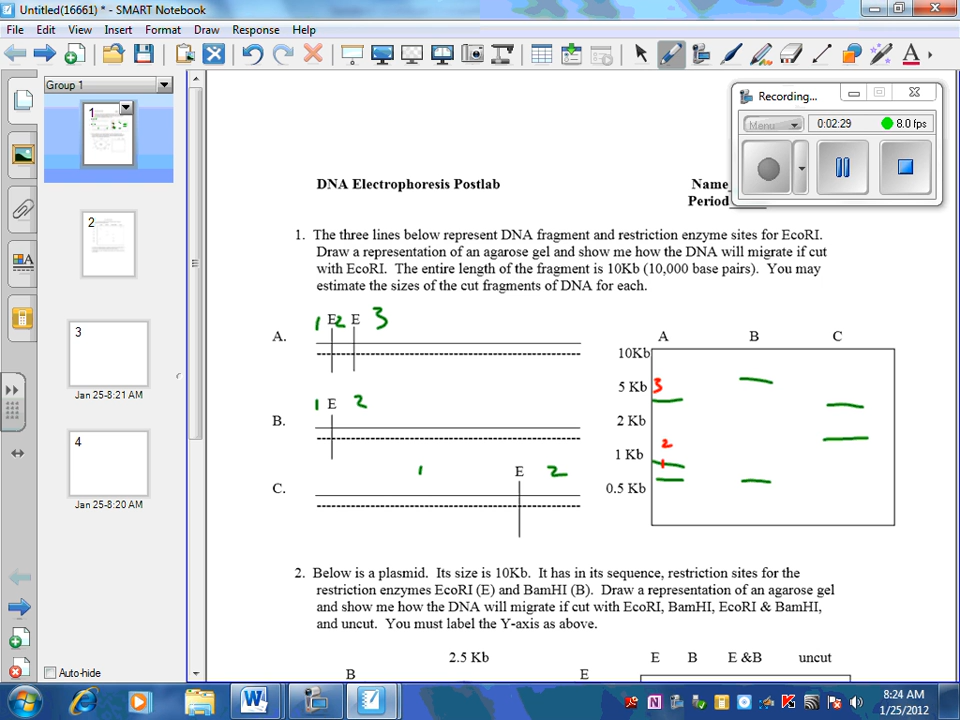 Untitled(16661) * - SMART Notebook
File Edit View Insert Format Draw Response Help
Group 1
1
2
3
Jan 25-8:21 AM
4
Jan 25-8:20 AM
Auto-hide
Recording...
Menu
0:02:29
8.0 fps
DNA Electrophoresis Postlab
Name_
Period
1. The three lines below represent DNA fragment and restriction enzyme sites for EcoRI.
Draw a representation of an agarose gel and show me how the DNA will migrate if cut
with EcoRI. The entire length of the fragment is 10Kb (10,000 base pairs). You may
estimate the sizes of the cut fragments of DNA for each.
1 E 2 E 3
A.
1 E 2
B.
1 E 2
C.
A B C
10Kb
5 Kb 3
2 Kb
2
1 Kb
1
0.5 Kb
2. Below is a plasmid. Its size is 10Kb. It has in its sequence, restriction sites for the
restriction enzymes EcoRI (E) and BamHI (B). Draw a representation of an agarose gel
and show me how the DNA will migrate if cut with EcoRI, BamHI, EcoRI & BamHI,
and uncut. You must label the Y-axis as above.
2.5 Kb
E B E &B uncut
B E
8:24 AM
1/25/2012